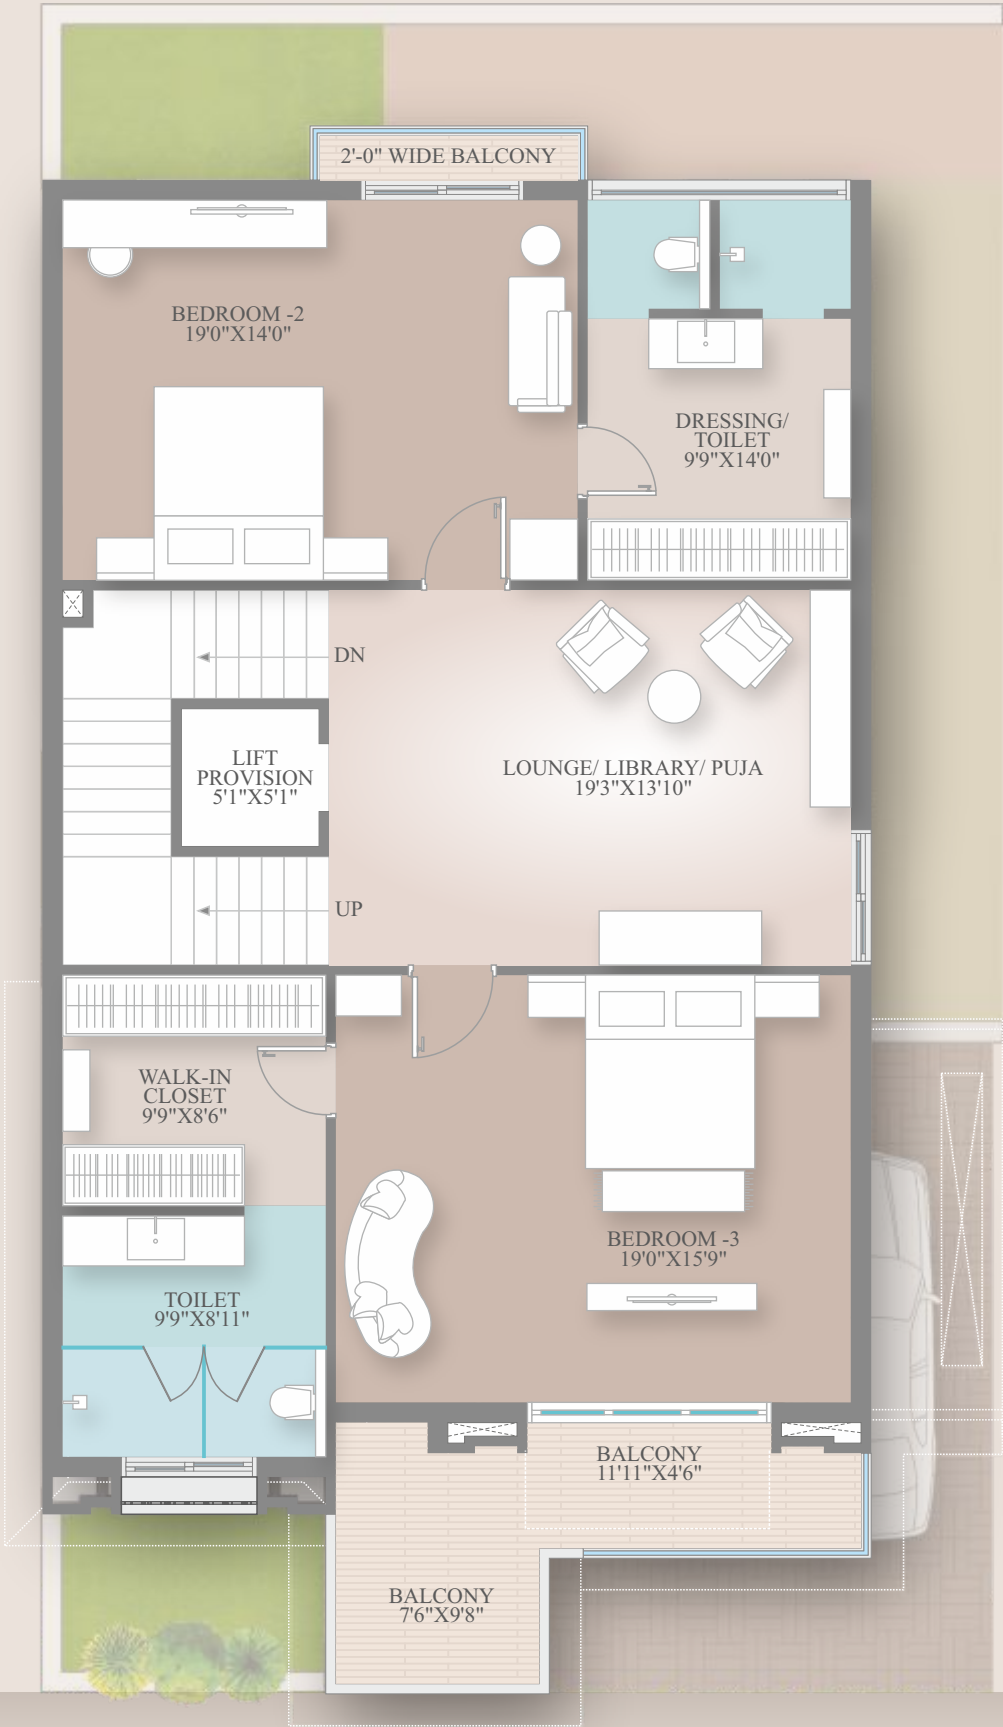 2'-0" WIDE BALCONY
BEDROOM -2
19'0"X14'0"
DRESSING/
TOILET
9'9"X14'0"
DN
LIFT
PROVISION
5'1"X5'1"
LOUNGE/ LIBRARY/ PUJA
19'3"X13'10"
UP
WALK-IN
CLOSET
9'9"X8'6"
BEDROOM -3
19'0"X15'9"
TOILET
9'9"X8'11"
BALCONY
11'11"X4'6"
BALCONY
7'6"X9'8"